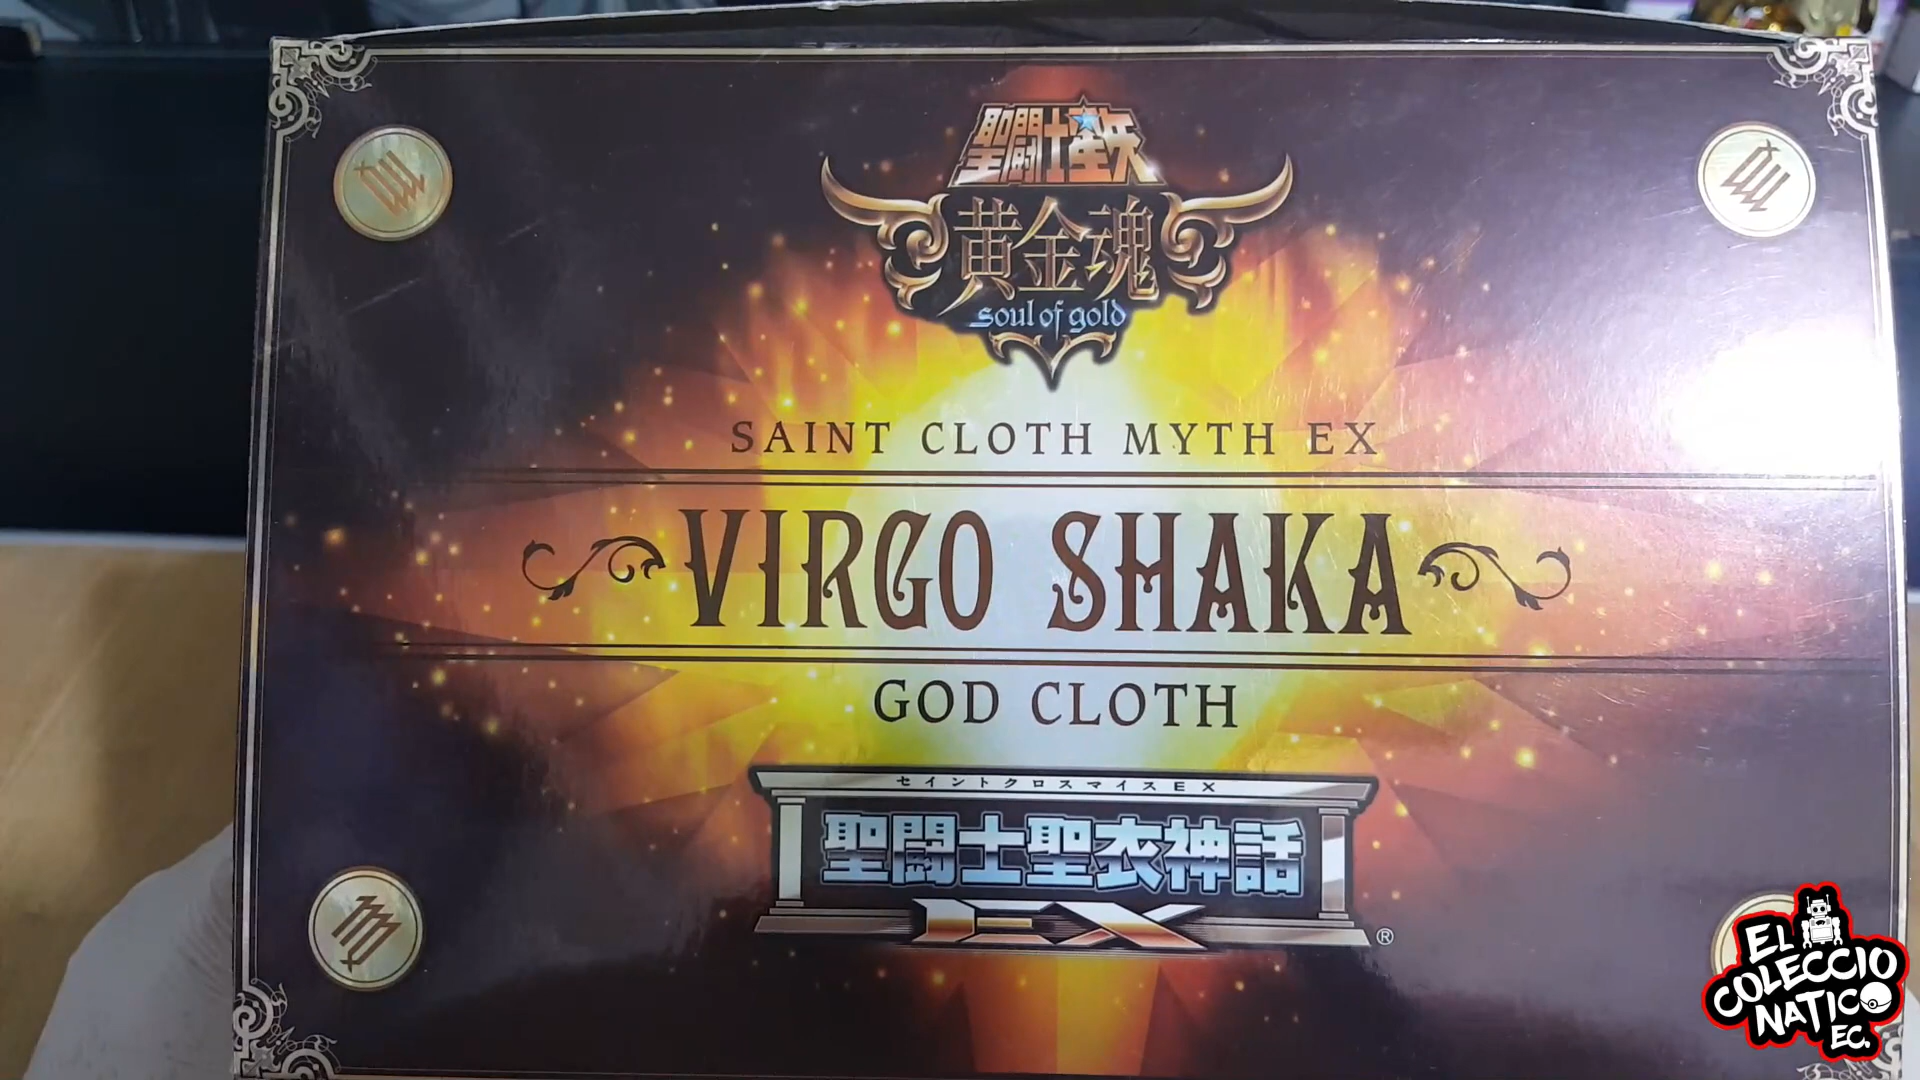 聖闘士星矢
黄金魂
soul of gold
SAINT CLOTH MYTH EX
VIRGO SHAKA
GOD CLOTH
セイントクロスマイスEX
聖闘士聖衣神話
EX
®
EL
COLECCIO
NATICO
EC.